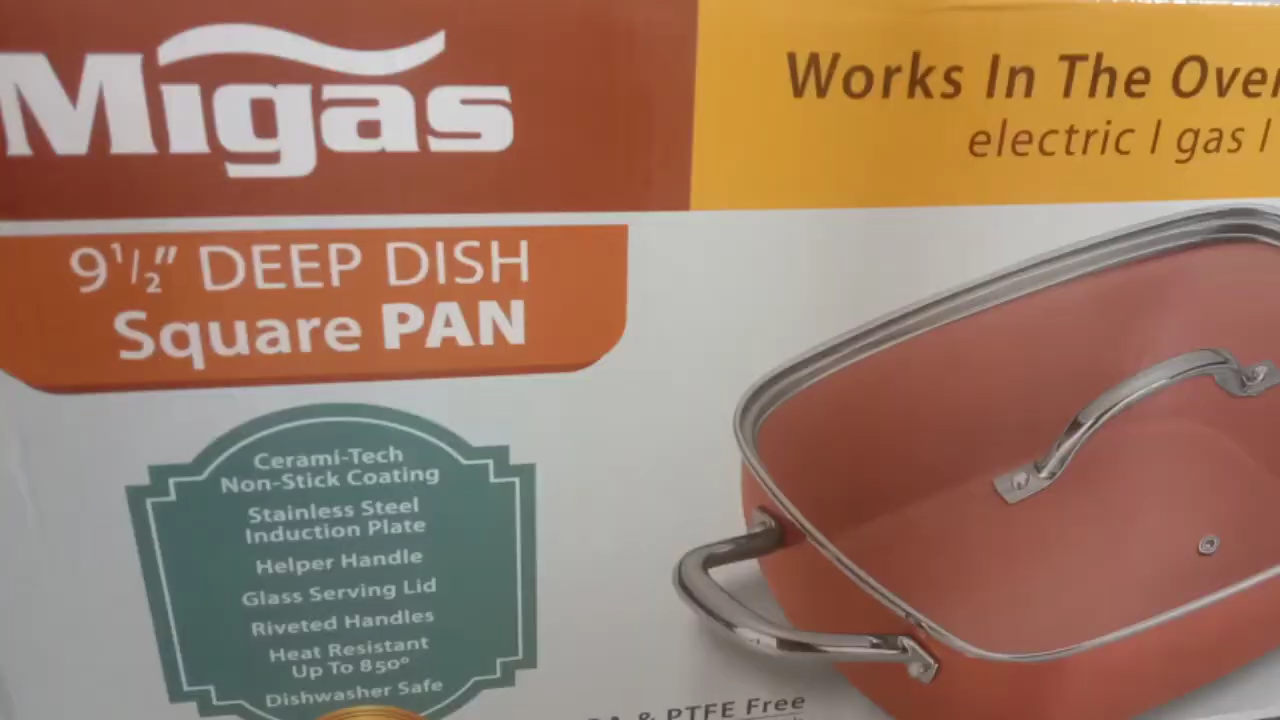 Migas
Works In The
electric | gas |
9½" DEEP DISH
Square PAN
Cerami-Tech
Non-Stick Coating
Stainless Steel
Induction Plate
Helper Handle
Glass Serving Lid
Riveted Handles
Heat Resistant
Up To 850°
Dishwasher Safe
& PTFE Free